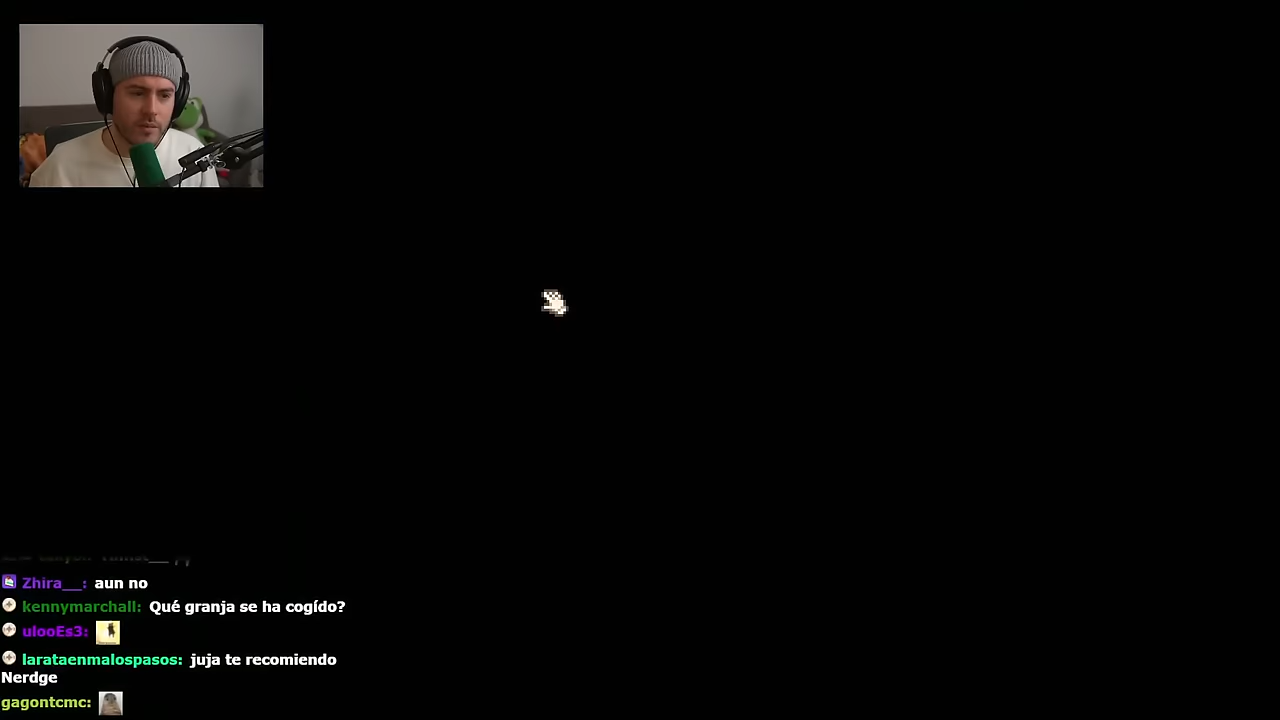 Zhira__: aun no
kennymarchall: Qué granja se ha cogído?
ulooEs3:
larataenmalospasos: juja te recomiendo
Nerdge
gagontcmc: